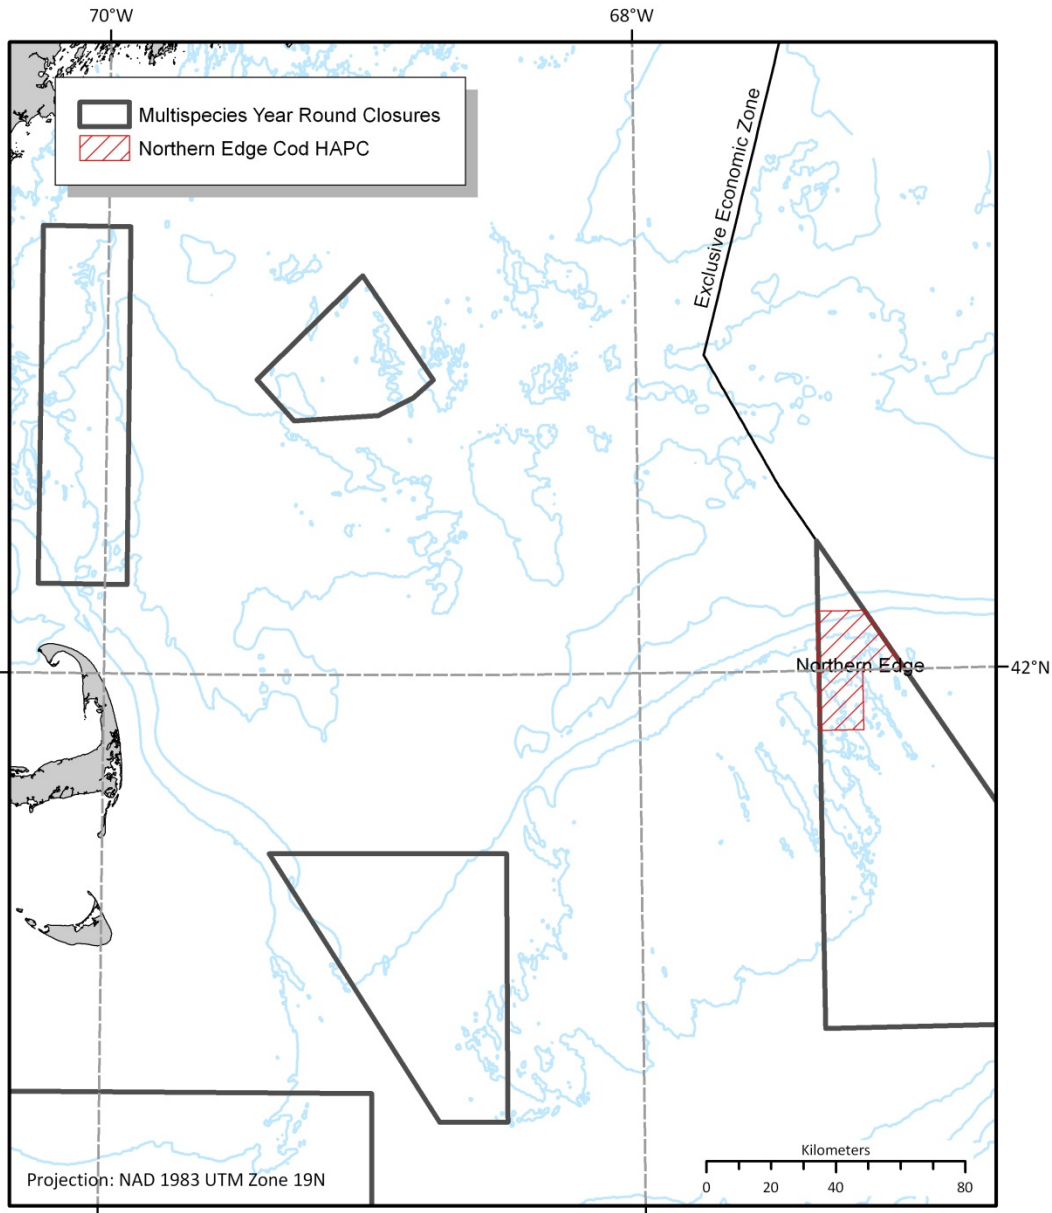 70°W
68°W
Multispecies Year Round Closures
Northern Edge Cod HAPC
Exclusive Economic Zone
Northern Edge
42°N
Kilometers
0 20 40 60 80
Projection: NAD 1983 UTM Zone 19N